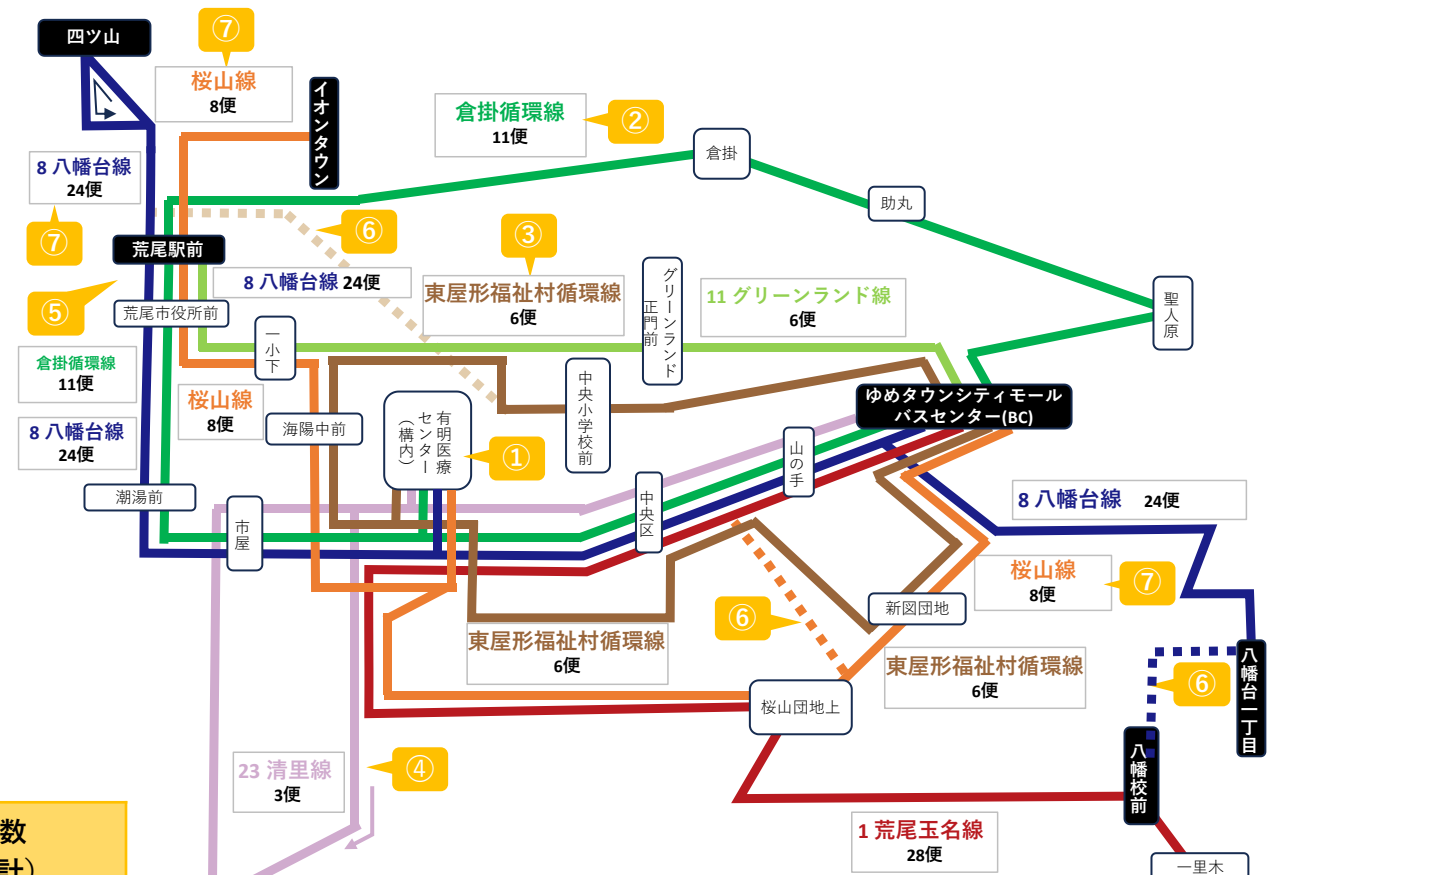 四ツ山
⑦
桜山線
8便
イオンタウン
倉掛循環線
11便
②
倉掛
助丸
8 八幡台線
24便
⑦
荒尾駅前
⑥
③
8 八幡台線 24便
東屋形福祉村循環線
6便
グリーンランド
正門前
11 グリーンランド線
6便
聖人原
⑤
荒尾市役所前
一小下
倉掛循環線
11便
桜山線
8便
中央小学校前
ゆめタウンシティモール
バスセンター(BC)
8 八幡台線
24便
海陽中前
有明医療
センター
(構内)
①
山の手
潮湯前
市屋
中央区
8 八幡台線 24便
桜山線
8便
⑦
新図団地
⑥
東屋形福祉村循環線
6便
東屋形福祉村循環線
6便
八幡台一丁目
⑥
桜山団地上
八幡校前
23 清里線
3便
④
1 荒尾玉名線
28便
一里木
数
計)